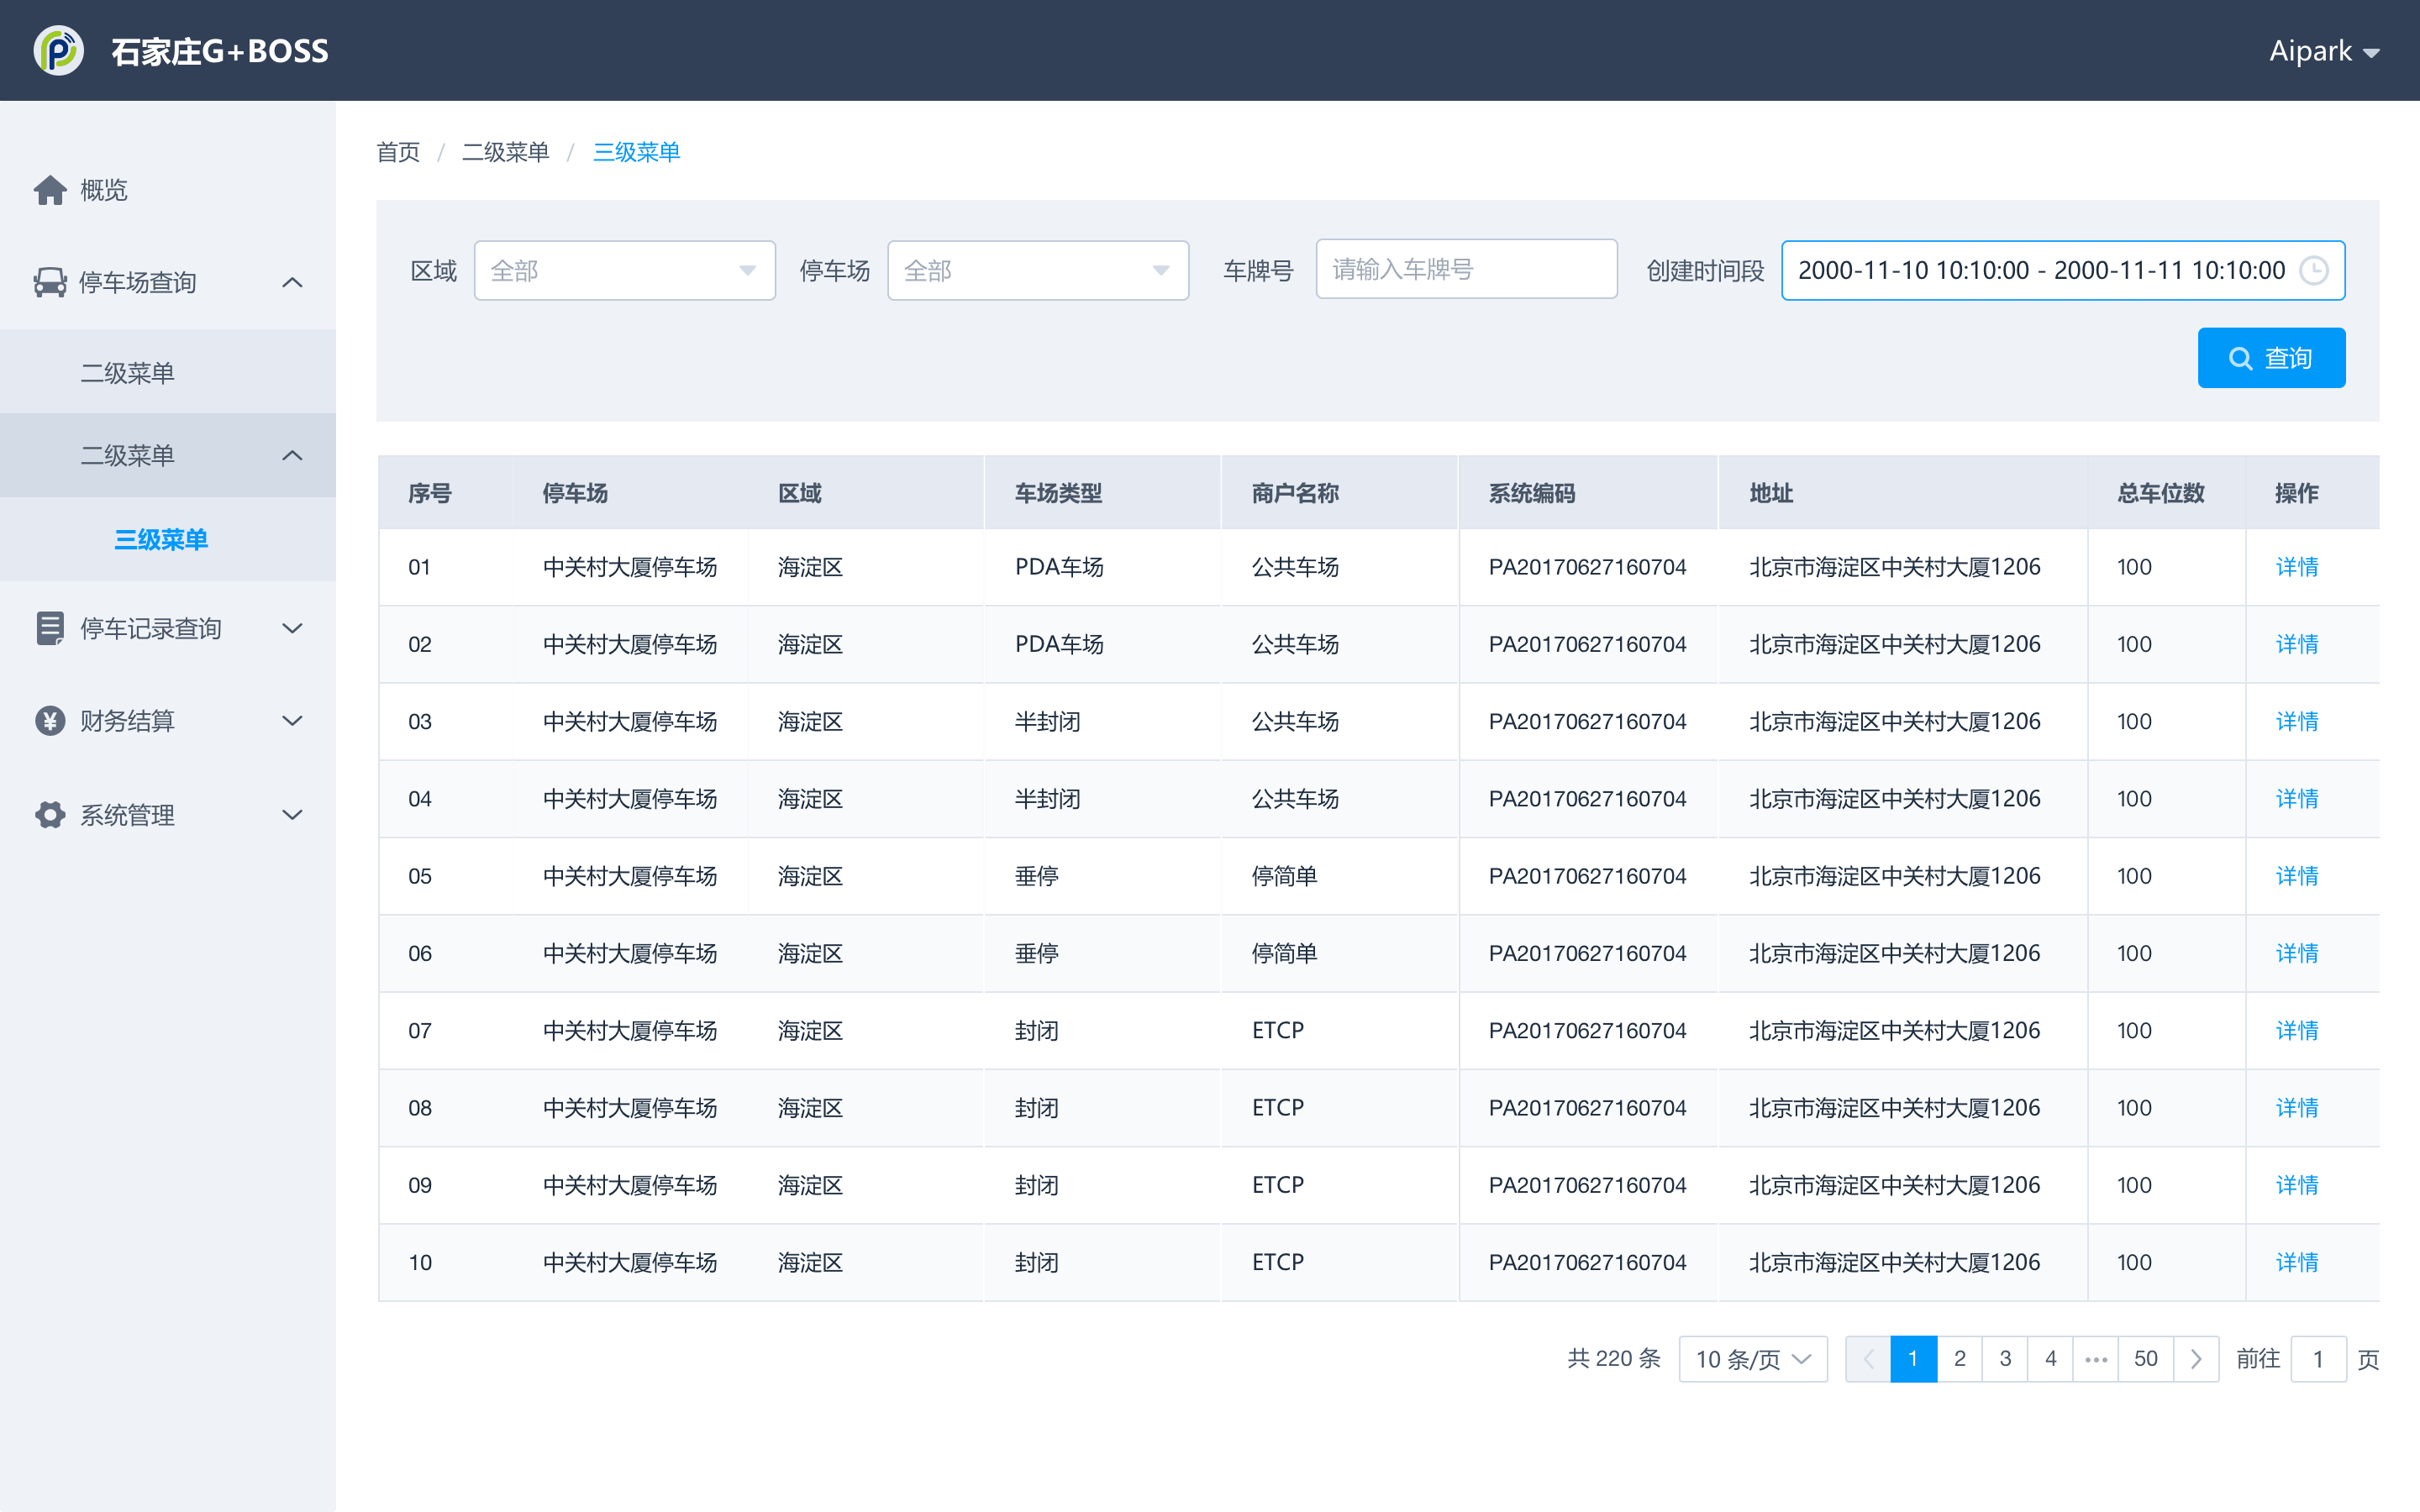 石家庄G+BOSS
Aipark
概览
停车场查询
二级菜单
二级菜单
三级菜单
停车记录查询
财务结算
系统管理
首页 / 二级菜单 / 三级菜单
区域 全部 停车场 全部 车牌号 请输入车牌号 创建时间段 2000-11-10 10:10:00 - 2000-11-11 10:10:00
查询
序号 停车场 区域 车场类型 商户名称 系统编码 地址 总车位数 操作
01 中关村大厦停车场 海淀区 PDA车场 公共车场 PA20170627160704 北京市海淀区中关村大厦1206 100 详情
02 中关村大厦停车场 海淀区 PDA车场 公共车场 PA20170627160704 北京市海淀区中关村大厦1206 100 详情
03 中关村大厦停车场 海淀区 半封闭 公共车场 PA20170627160704 北京市海淀区中关村大厦1206 100 详情
04 中关村大厦停车场 海淀区 半封闭 公共车场 PA20170627160704 北京市海淀区中关村大厦1206 100 详情
05 中关村大厦停车场 海淀区 垂停 停简单 PA20170627160704 北京市海淀区中关村大厦1206 100 详情
06 中关村大厦停车场 海淀区 垂停 停简单 PA20170627160704 北京市海淀区中关村大厦1206 100 详情
07 中关村大厦停车场 海淀区 封闭 ETCP PA20170627160704 北京市海淀区中关村大厦1206 100 详情
08 中关村大厦停车场 海淀区 封闭 ETCP PA20170627160704 北京市海淀区中关村大厦1206 100 详情
09 中关村大厦停车场 海淀区 封闭 ETCP PA20170627160704 北京市海淀区中关村大厦1206 100 详情
10 中关村大厦停车场 海淀区 封闭 ETCP PA20170627160704 北京市海淀区中关村大厦1206 100 详情
共 220 条 10 条/页 1 2 3 4 ••• 50 前往 1 页